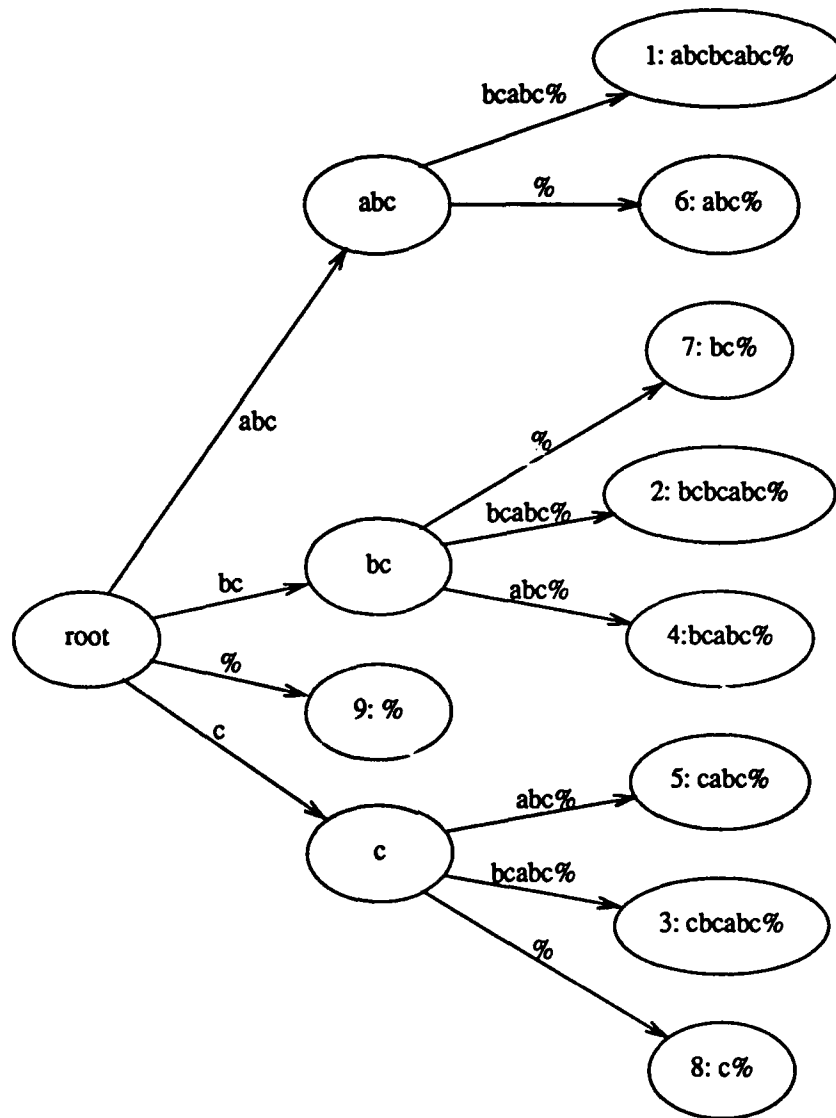 1: abcbcabc%
bcabc%
abc
%
6: abc%
abc
7: bc%
%
bcabc%
2: bcbcabc%
bc
bc
abc%
4:bcabc%
root
%
9: %
c
abc%
5: cabc%
c
bcabc%
3: cbcabc%
%
8: c%